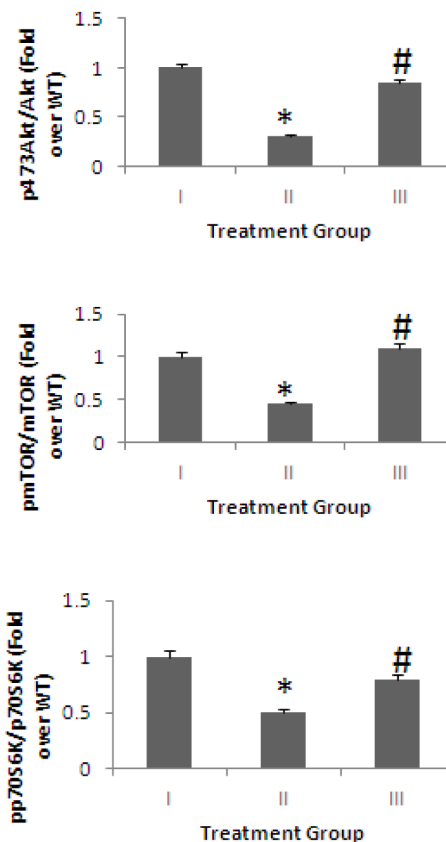 p473Akt/Akt (Fold
over WT)
1.5
1
0.5
0
*
#
I II III
Treatment Group
pmTOR/mTOR (Fold
over WT)
1.5
1
0.5
0
*
#
I II III
Treatment Group
pp70S6K/p70S6K (Fold
over WT)
1.5
1
0.5
0
*
#
I II III
Treatment Group